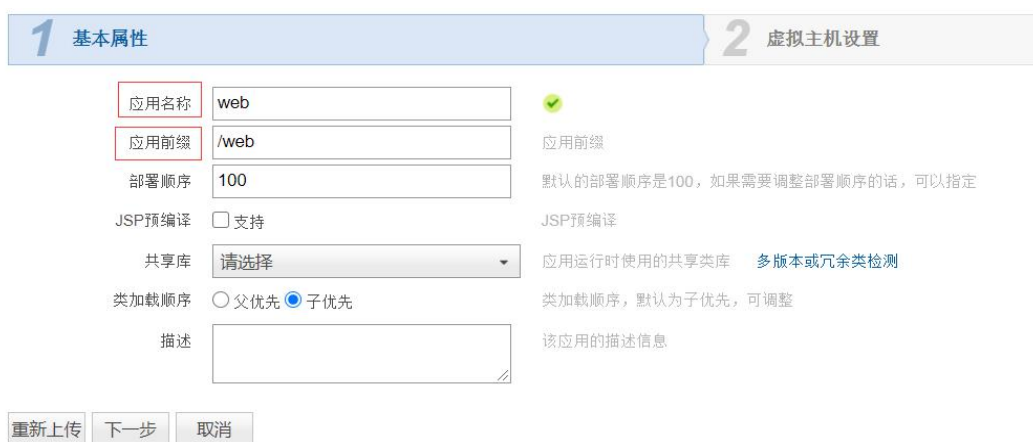 1 基本属性 2 虚拟主机设置
应用名称 web
应用前缀 /web 应用前缀
部署顺序 100 默认的部署顺序是100，如果需要调整部署顺序的话，可以指定
JSP预编译 支持 JSP预编译
共享库 请选择 应用运行时使用的共享类库 多版本或冗余类检测
类加载顺序 父优先 子优先 类加载顺序，默认为子优先，可调整
描述 该应用的描述信息
重新上传 下一步 取消